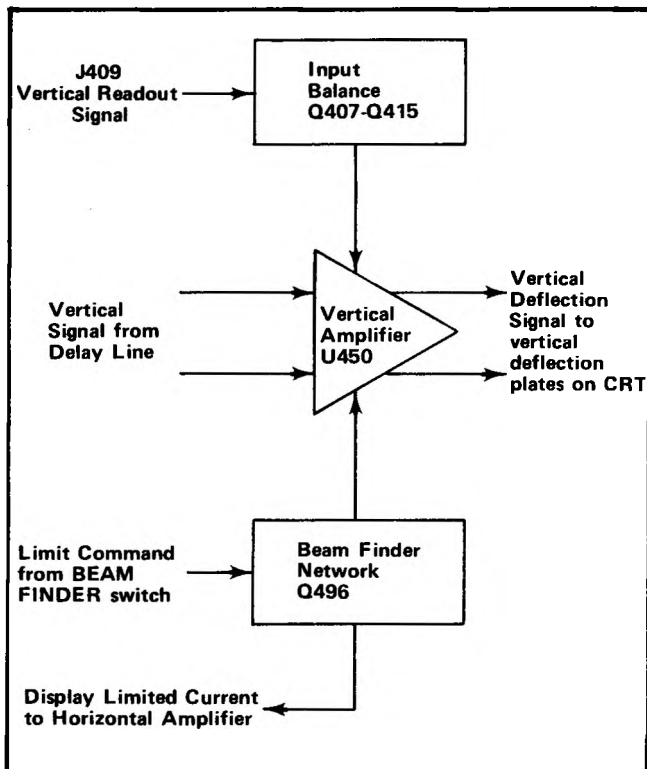 J409
Vertical Readout
Signal
Input
Balance
Q407-Q415
Vertical
Signal from
Delay Line
Vertical
Amplifier
U450
Vertical
Deflection
Signal to
vertical
deflection
plates on CRT
Limit Command
from BEAM
FINDER switch
Beam Finder
Network
Q496
Display Limited Current
to Horizontal Amplifier